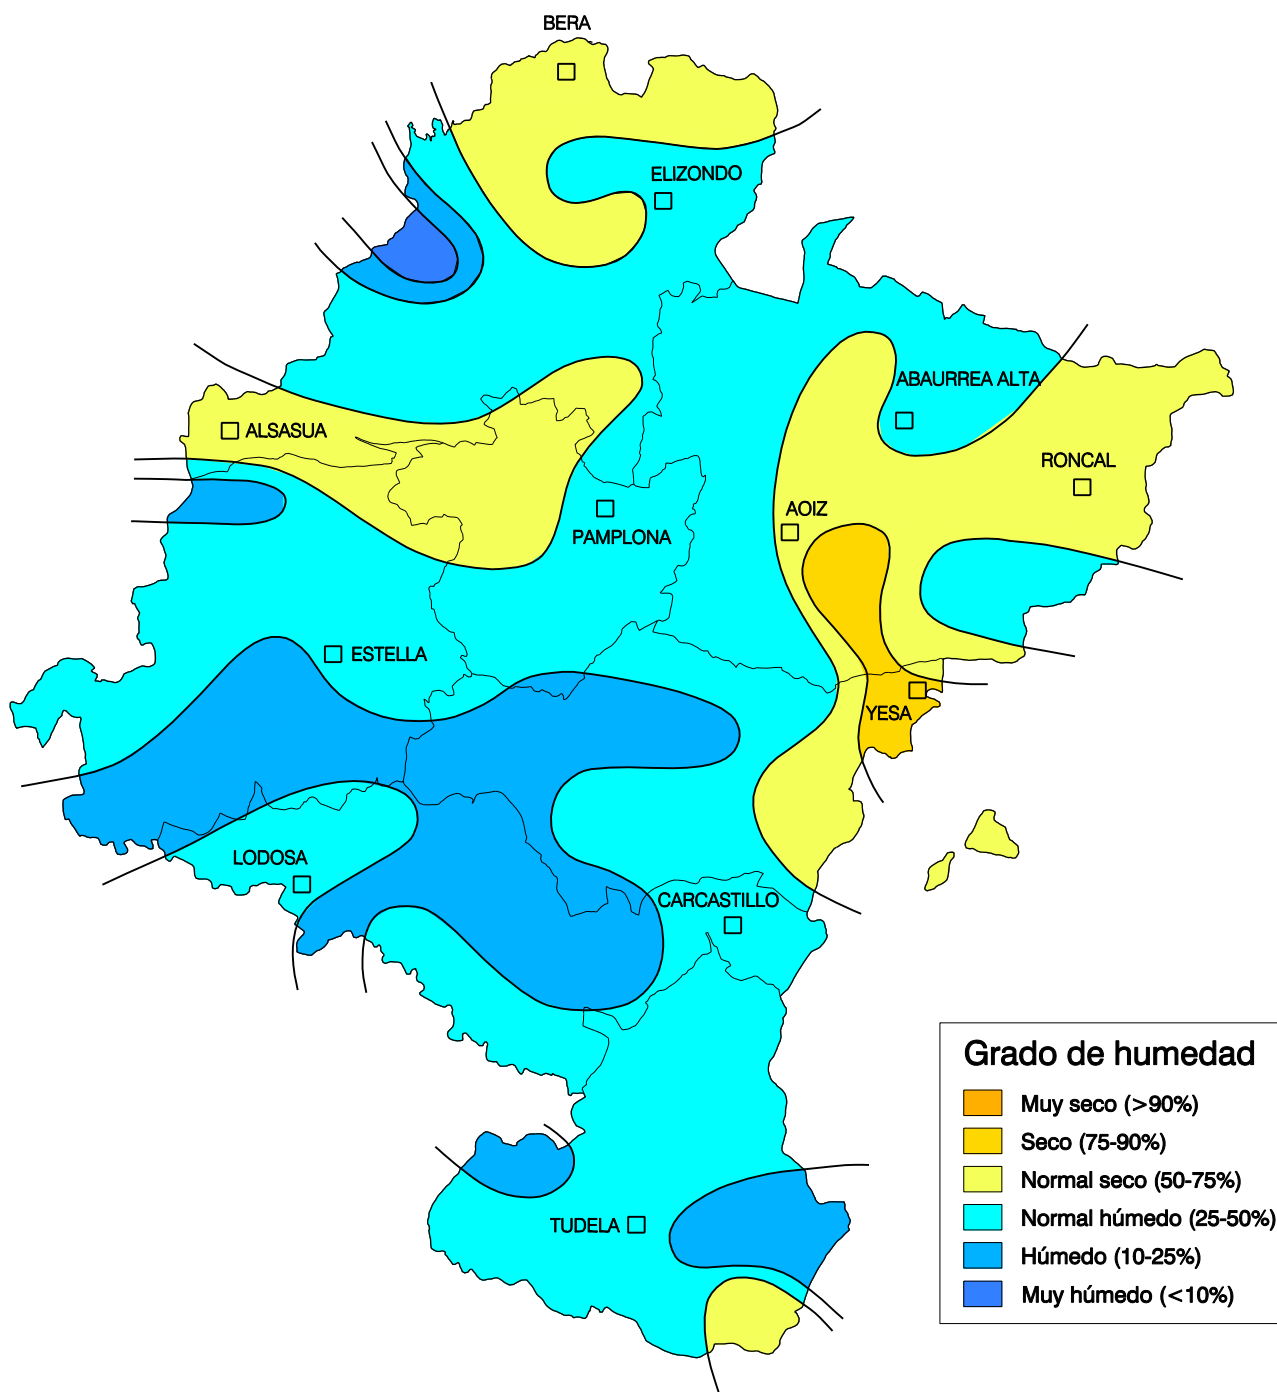 BERA
ELIZONDO
ABAURREA ALTA
ALSASUA
RONCAL
AOIZ
PAMPLONA
ESTELLA
YESA
LODOSA
CARCASTILLO
TUDELA
Grado de humedad
Muy seco (>90%)
Seco (75-90%)
Normal seco (50-75%)
Normal húmedo (25-50%)
Húmedo (10-25%)
Muy húmedo (<10%)